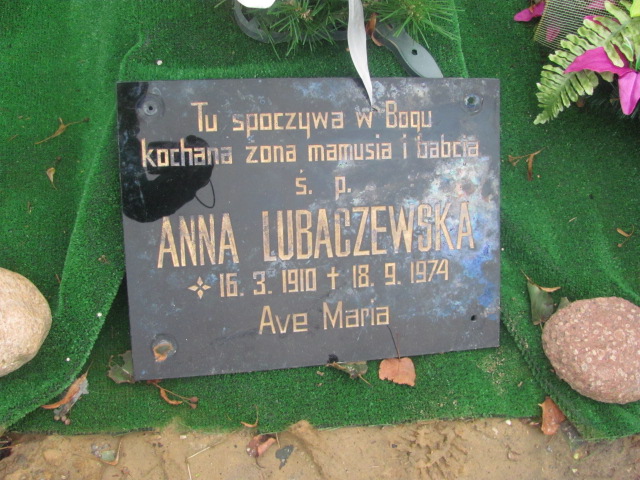 Tu spoczywa w Bogu
kochana żona mamusia i babcia
ś. p.
ANNA LUBACZEWSKA
16. 3. 1910 † 18. 9. 1974
Ave Maria